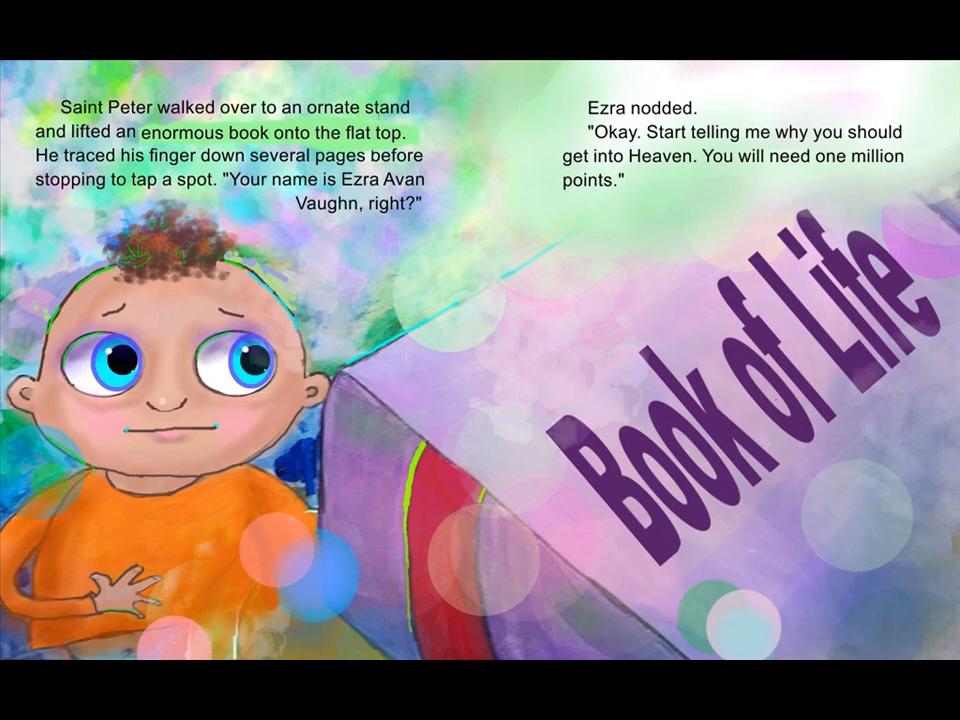 Saint Peter walked over to an ornate stand
and lifted an enormous book onto the flat top.
He traced his finger down several pages before
stopping to tap a spot. "Your name is Ezra Avan
Vaughn, right?"
Ezra nodded.
"Okay. Start telling me why you should
get into Heaven. You will need one million
points."
Book of Life